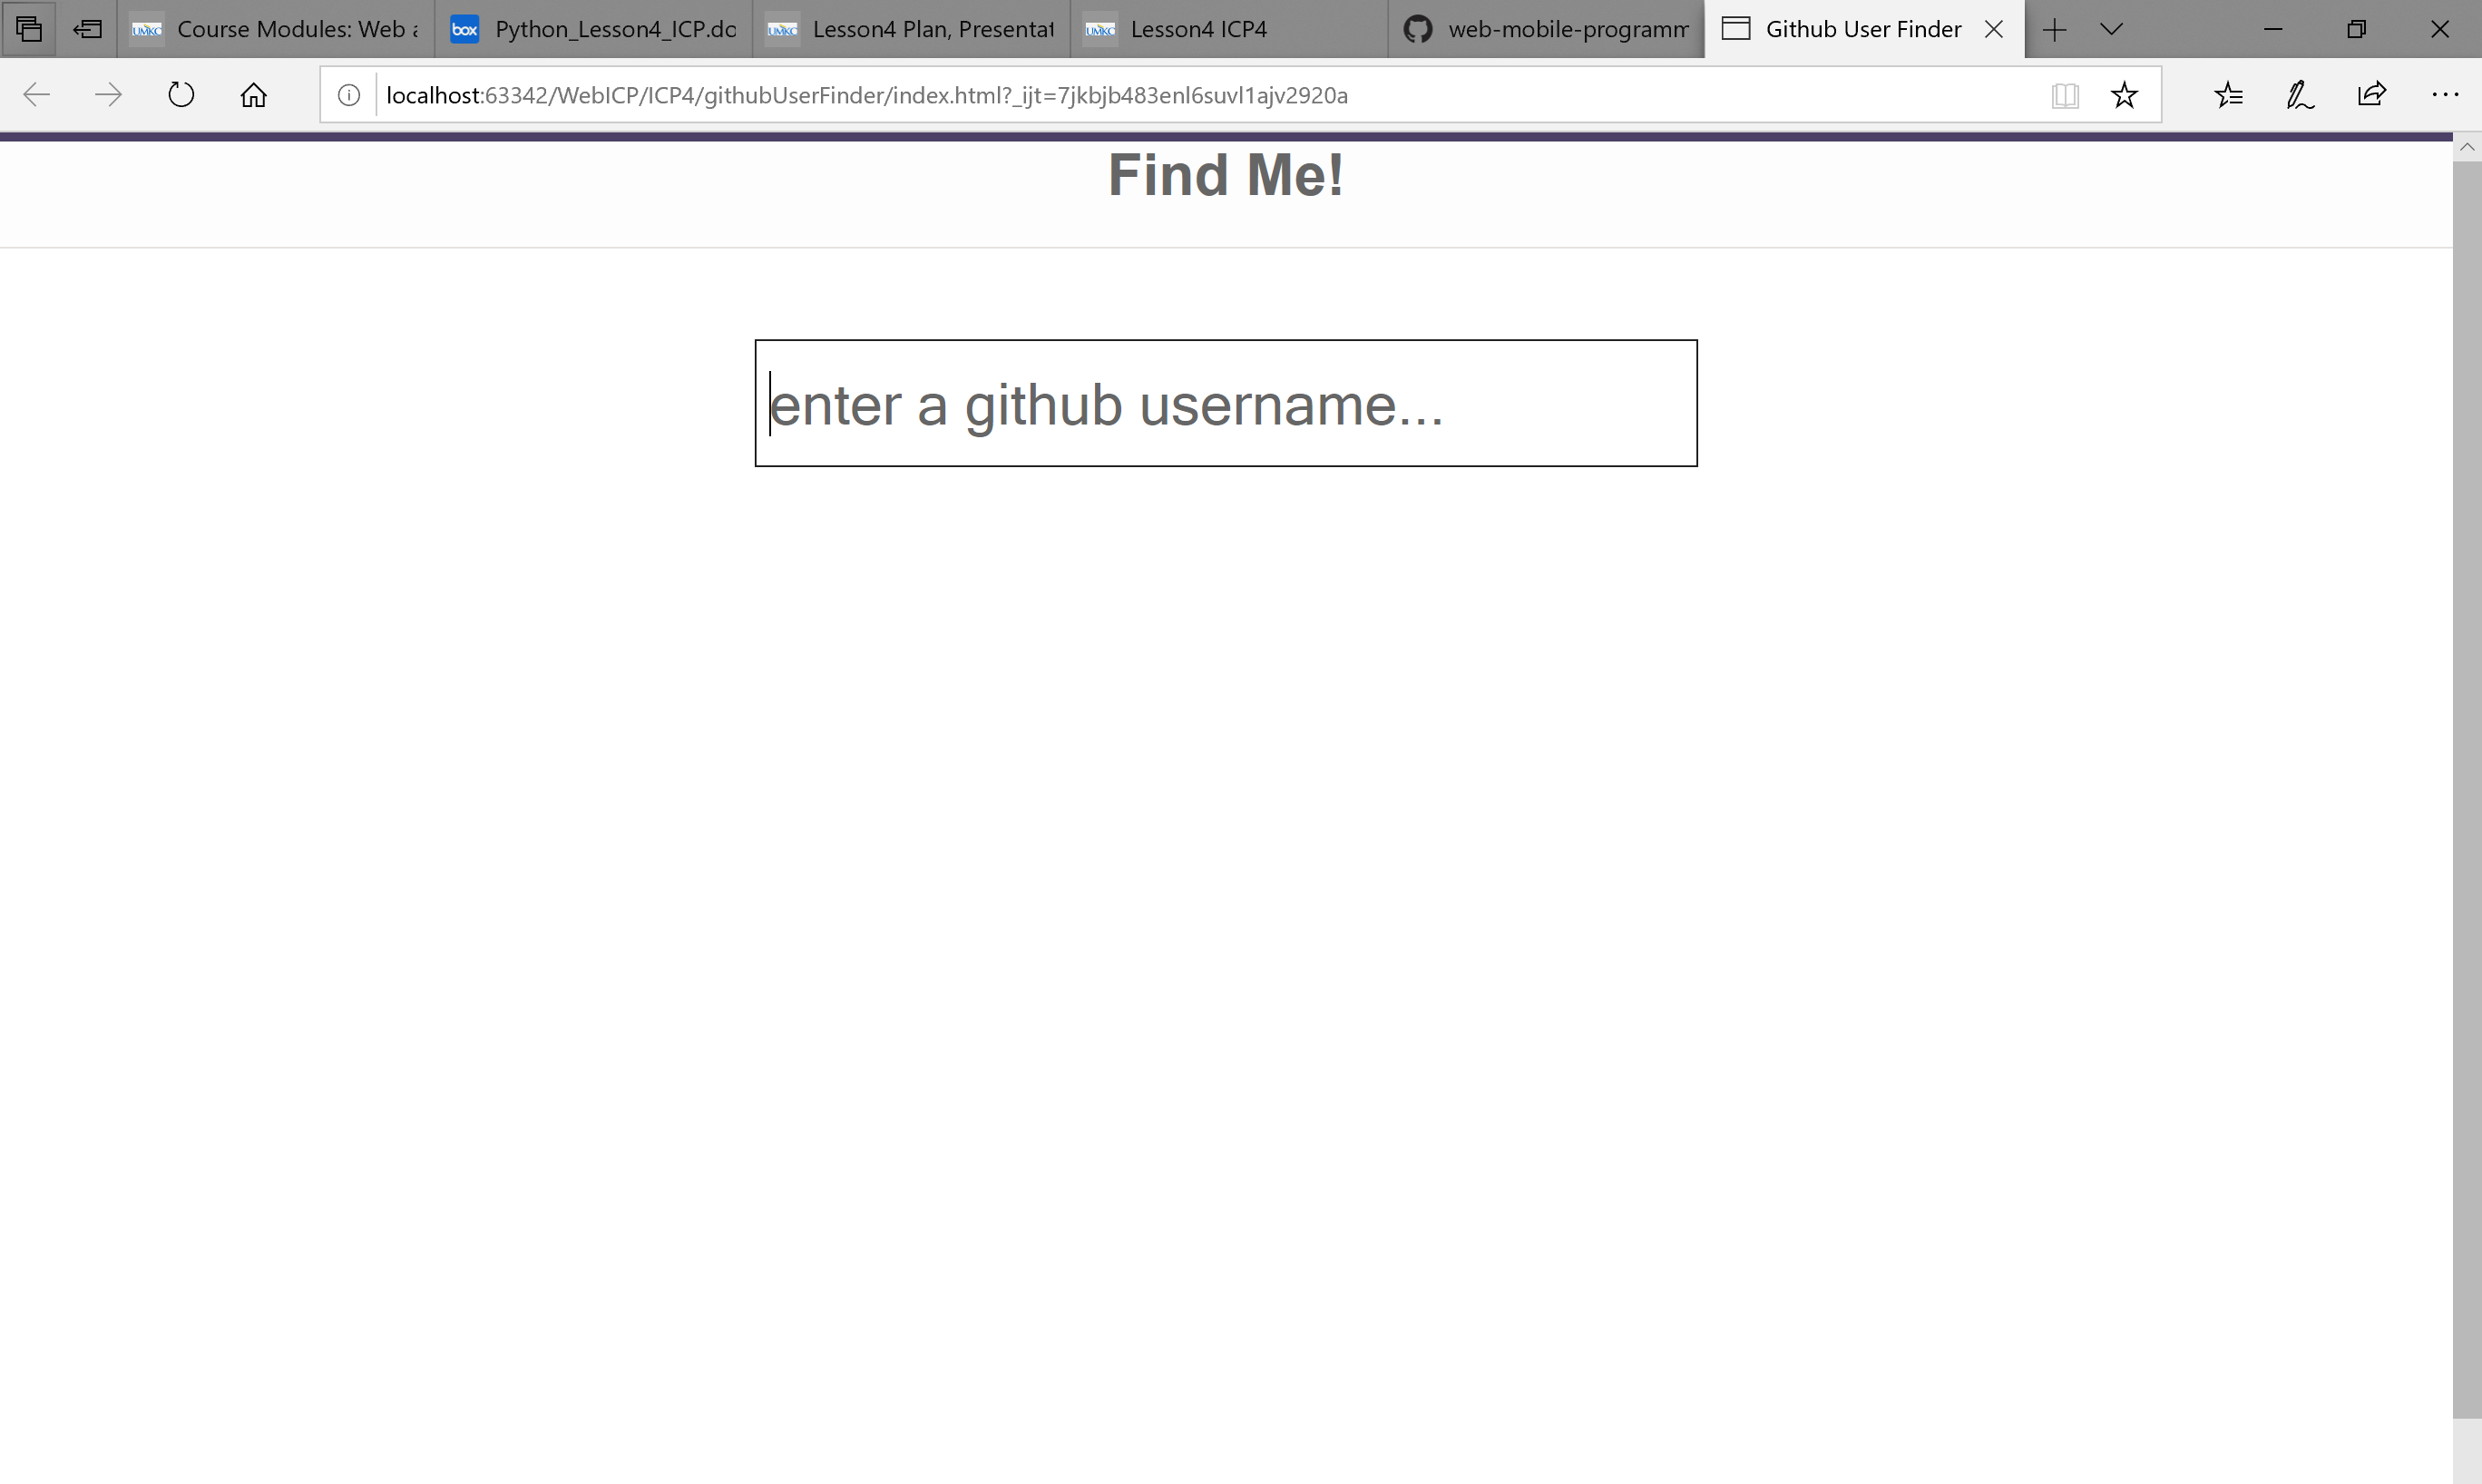 UMKC Course Modules: Web a
box Python_Lesson4_ICP.do
UMKC Lesson4 Plan, Presentat
UMKC Lesson4 ICP4
web-mobile-programm
Github User Finder
localhost:63342/WebICP/ICP4/githubUserFinder/index.html?_ijt=7jkbjb483enl6suvl1ajv2920a
Find Me!
enter a github username...